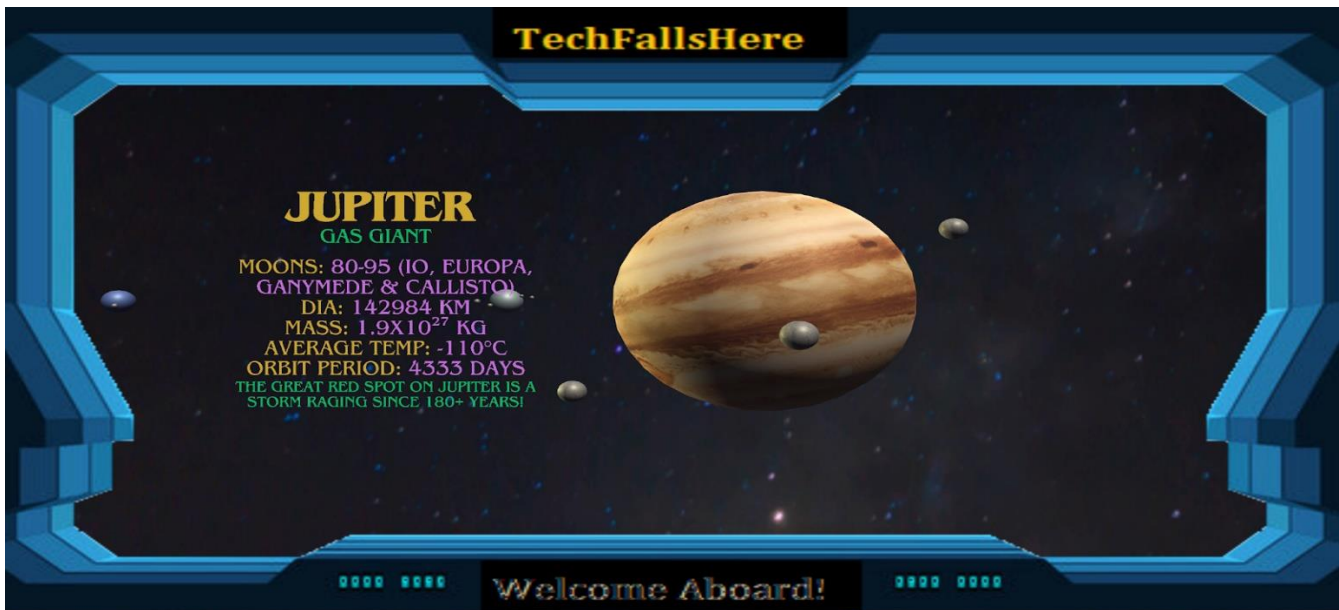 TechFallsHere
JUPITER
GAS GIANT
MOONS: 80-95 (IO, EUROPA,
GANYMEDE & CALLISTO)
DIA: 142984 KM
MASS: 1.9X10²⁷ KG
AVERAGE TEMP: -110°C
ORBIT PERIOD: 4333 DAYS
THE GREAT RED SPOT ON JUPITER IS A
STORM RAGING SINCE 180+ YEARS!
Welcome Aboard!